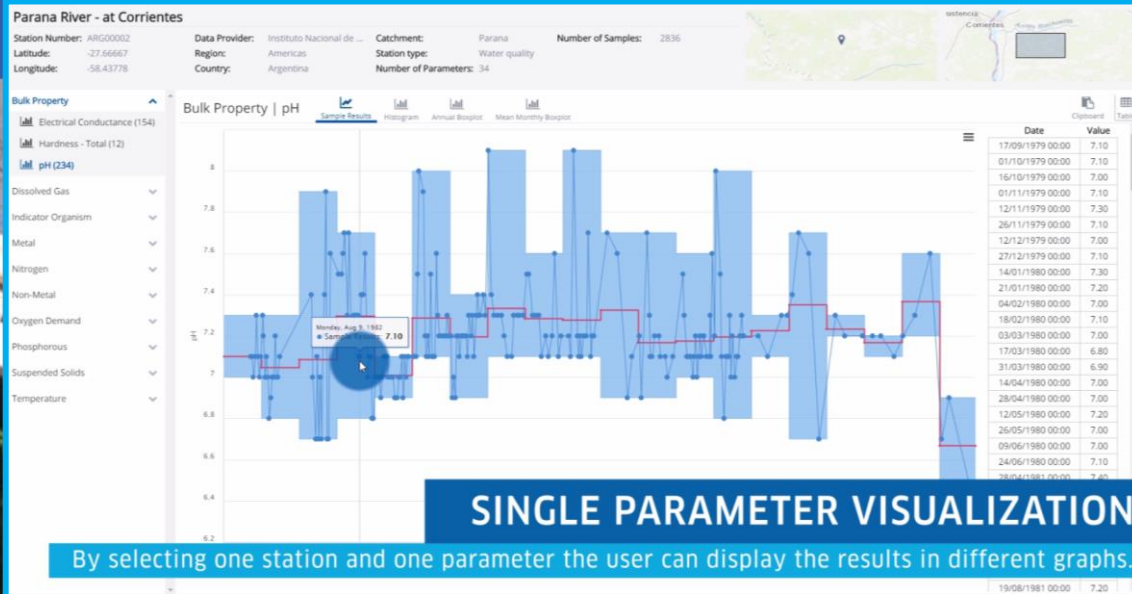 Parana River - at Corrientes
Station Number: ARG00002 Data Provider: Instituto Nacional de ... Catchment: Parana Number of Samples: 2836
Latitude: -27.66667 Region: Americas Station type: Water quality
Longitude: -58.43778 Country: Argentina Number of Parameters: 34
sistencia
Corrientes
Bulk Property
Electrical Conductance (154)
Hardness - Total (12)
pH (234)
Dissolved Gas
Indicator Organism
Metal
Nitrogen
Non-Metal
Oxygen Demand
Phosphorous
Suspended Solids
Temperature
Bulk Property | pH
Sample Results Histogram Annual Boxplot Mean Monthly Boxplot
Clipboard Table
8
7.8
7.6
7.4
7.2
7
6.8
6.6
6.4
6.2
pH
Monday, Aug 9, 1982
Sample Results: 7.10
Date Value
17/09/1979 00:00 7.10
01/10/1979 00:00 7.10
16/10/1979 00:00 7.00
01/11/1979 00:00 7.10
12/11/1979 00:00 7.30
26/11/1979 00:00 7.10
12/12/1979 00:00 7.00
27/12/1979 00:00 7.10
14/01/1980 00:00 7.30
21/01/1980 00:00 7.20
04/02/1980 00:00 7.00
18/02/1980 00:00 7.10
03/03/1980 00:00 7.00
17/03/1980 00:00 6.80
31/03/1980 00:00 6.90
14/04/1980 00:00 7.00
28/04/1980 00:00 7.00
12/05/1980 00:00 7.20
26/05/1980 00:00 7.00
09/06/1980 00:00 7.00
24/06/1980 00:00 7.10
28/04/1981 00:00 7.40
SINGLE PARAMETER VISUALIZATION
By selecting one station and one parameter the user can display the results in different graphs.
19/08/1981 00:00 7.20